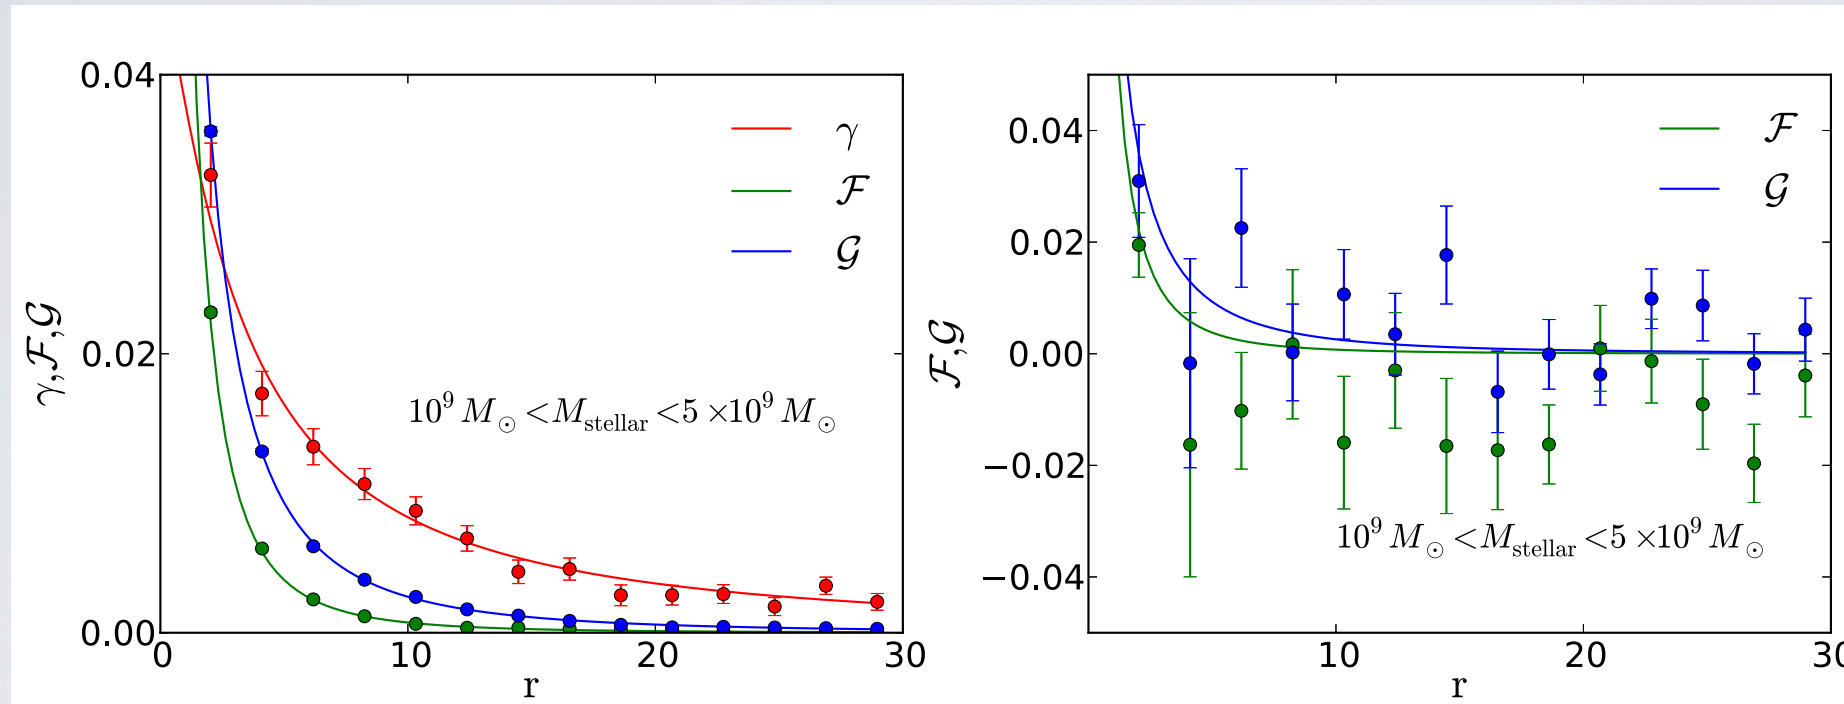 0.04
0.02
0.00
γ,ℱ,𝒢
γ
ℱ
𝒢
10⁹ M☉ < M_stellar < 5 × 10⁹ M☉
0
10
20
30
r
0.04
0.02
0.00
−0.02
−0.04
ℱ,𝒢
ℱ
𝒢
10⁹ M☉ < M_stellar < 5 × 10⁹ M☉
10
20
30
r